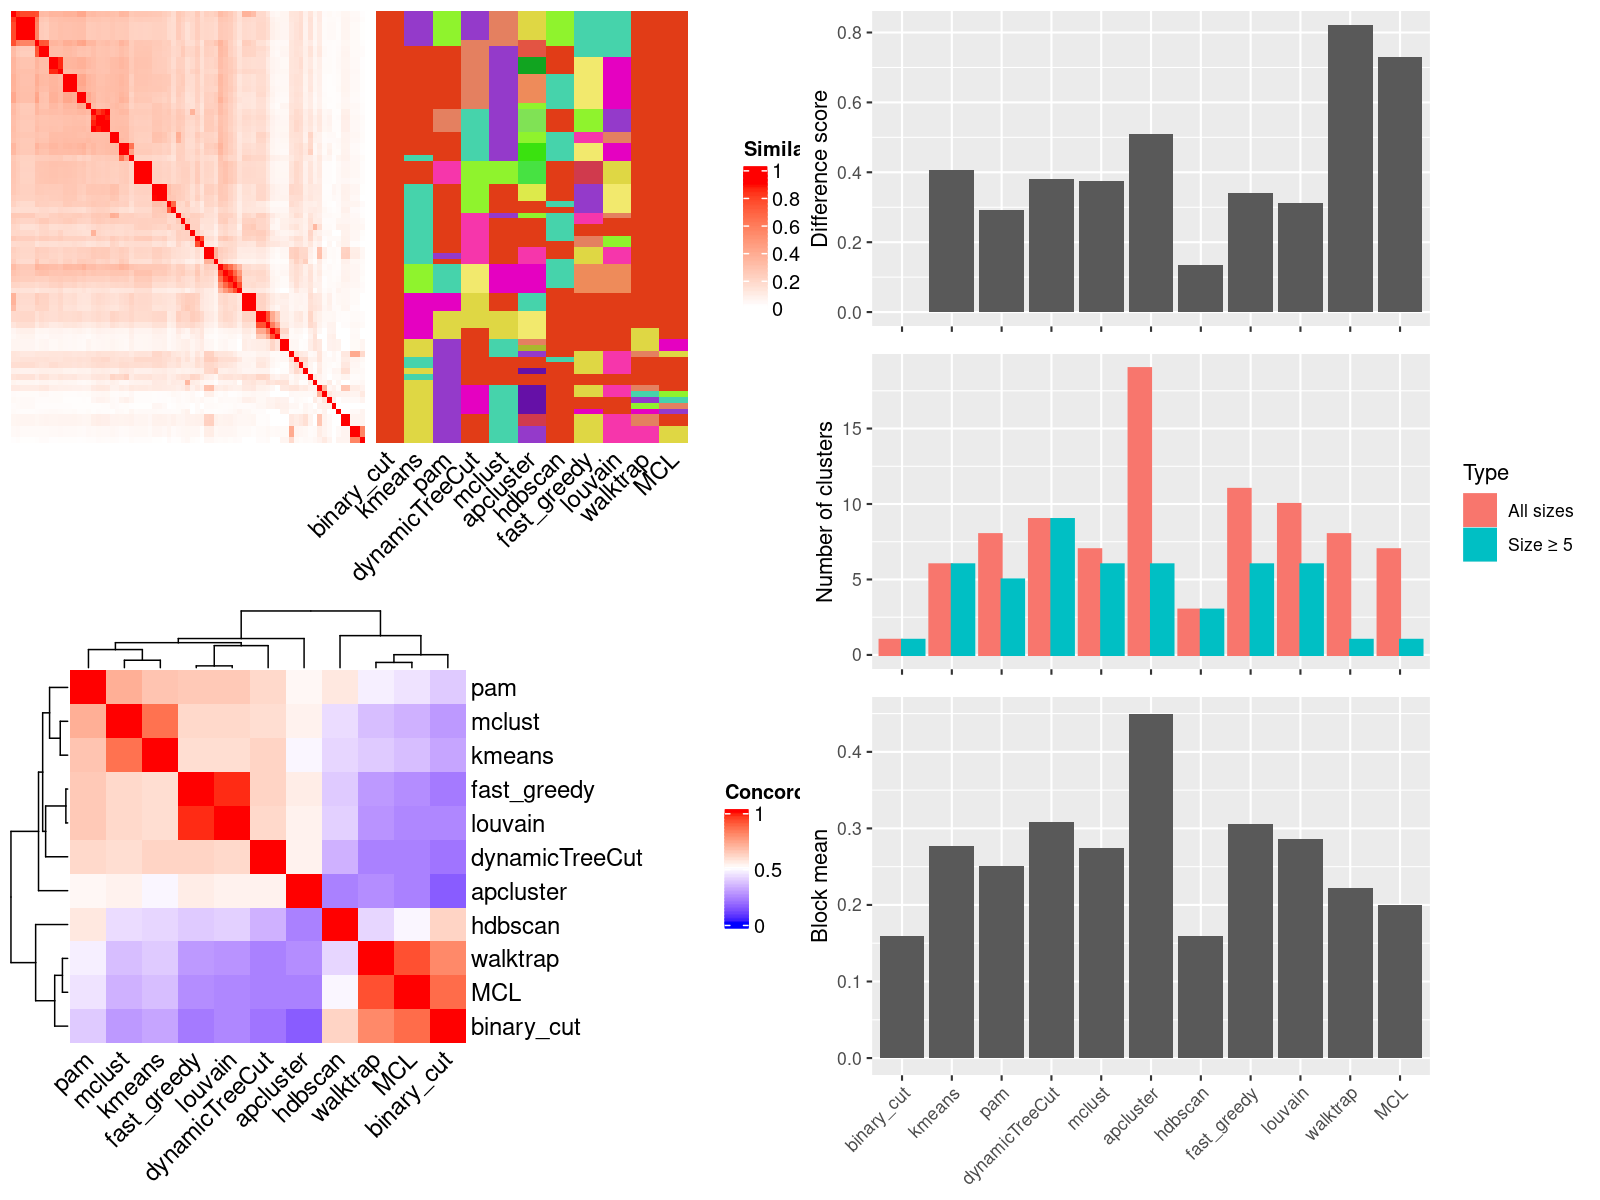 Simila
1
0.8
0.6
0.4
0.2
0
binary_cut
kmeans
pam
dynamicTreeCut
mclust
apcluster
hdbscan
fast_greedy
louvain
walktrap
MCL
pam
mclust
kmeans
fast_greedy
louvain
dynamicTreeCut
apcluster
hdbscan
walktrap
MCL
binary_cut
pam
mclust
kmeans
fast_greedy
louvain
dynamicTreeCut
apcluster
hdbscan
walktrap
MCL
binary_cut
Concord
1
0.5
0
Difference score
0.8
0.6
0.4
0.2
0.0
Number of clusters
15
10
5
0
Type
All sizes
Size ≥ 5
Block mean
0.4
0.3
0.2
0.1
0.0
binary_cut
kmeans
pam
dynamicTreeCut
mclust
apcluster
hdbscan
fast_greedy
louvain
walktrap
MCL